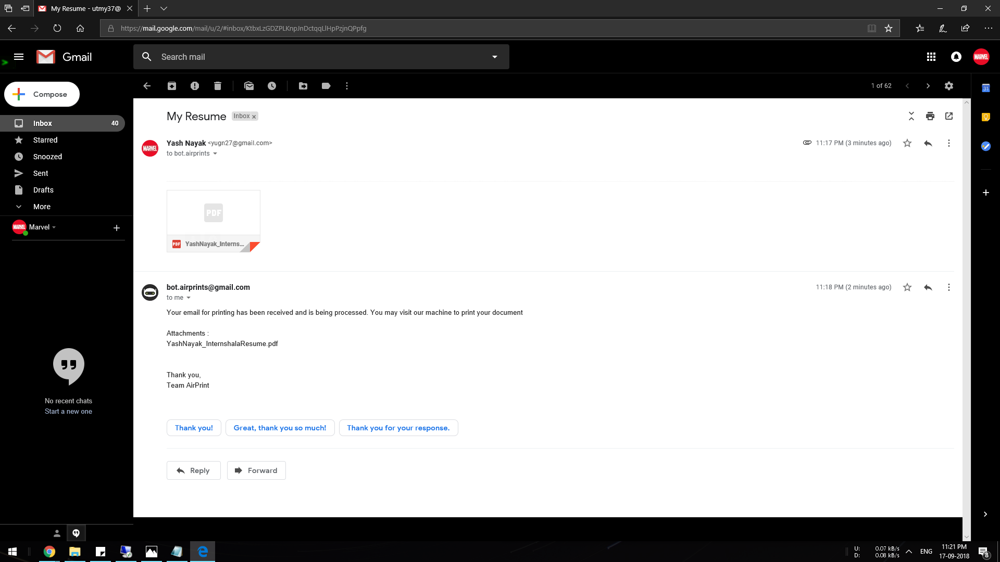 My Resume - utmy37@
https://mail.google.com/mail/u/2/#inbox/KtbxLzGDZPLKnpJnDctqqLlHpPzjnQPpfg
Gmail
Search mail
MARVEL
Compose
1 of 62
31
Inbox 40
Starred
Snoozed
Sent
Drafts
More
MARVEL Marvel
No recent chats
Start a new one
My Resume Inbox x
MARVEL
Yash Nayak <yugn27@gmail.com> 11:17 PM (3 minutes ago)
to bot.airprints
PDF
PDF YashNayak_Interns...
bot.airprints@gmail.com 11:18 PM (2 minutes ago)
to me
Your email for printing has been received and is being processed. You may visit our machine to print your document
Attachments :
YashNayak_InternshalaResume.pdf
Thank you,
Team AirPrint
Thank you! Great, thank you so much! Thank you for your response.
Reply Forward
U: 0.07 kB/s
D: 0.08 kB/s
ENG
11:21 PM
17-09-2018
8